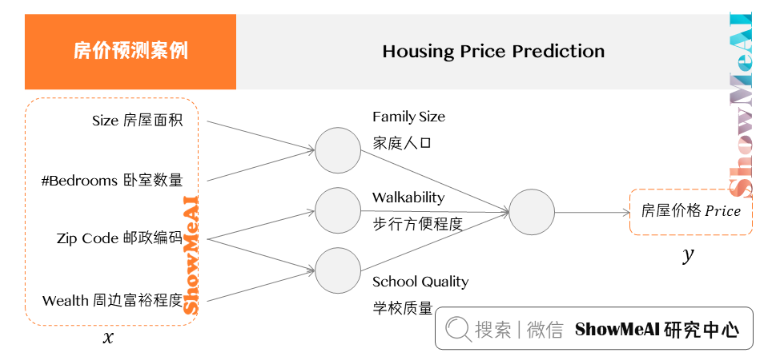 房价预测案例
Housing Price Prediction
ShowMeAI
Size 房屋面积
#Bedrooms 卧室数量
Zip Code 邮政编码
Wealth 周边富裕程度
x
ShowMeAI
Family Size
家庭人口
Walkability
步行方便程度
School Quality
学校质量
房屋价格 Price
y
搜索 | 微信 ShowMeAI 研究中心